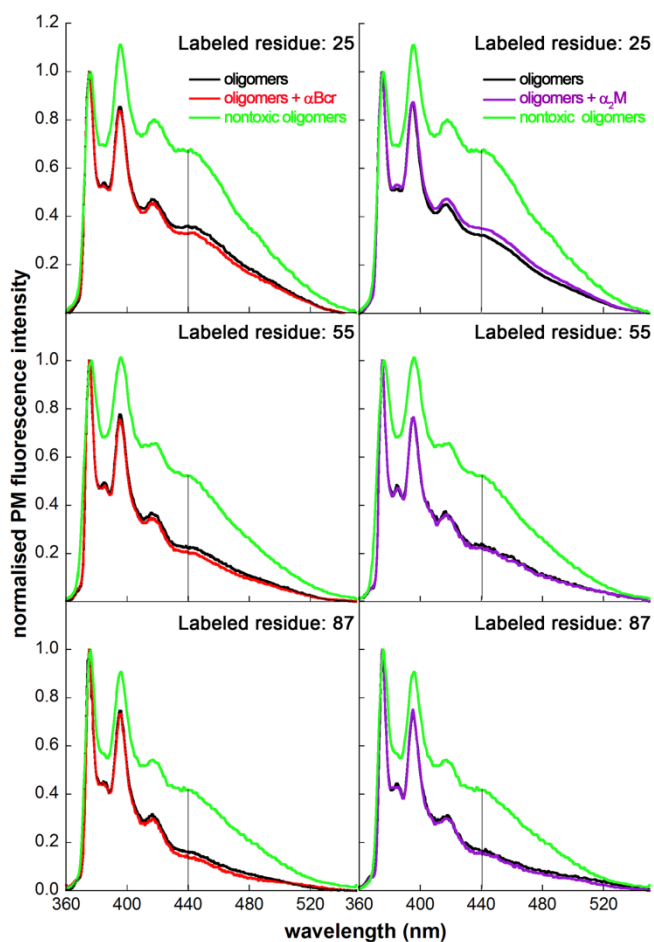 Labeled residue: 25
oligomers
oligomers + αBcr
nontoxic oligomers
Labeled residue: 25
oligomers
oligomers + α₂M
nontoxic oligomers
1.2
1.0
0.8
0.6
0.4
0.2
Labeled residue: 55
Labeled residue: 55
1.0
0.8
0.6
0.4
0.2
Labeled residue: 87
Labeled residue: 87
1.0
0.8
0.6
0.4
0.2
0.0
360 400 440 480 520
400 440 480 520
normalised PM fluorescence intensity
wavelength (nm)